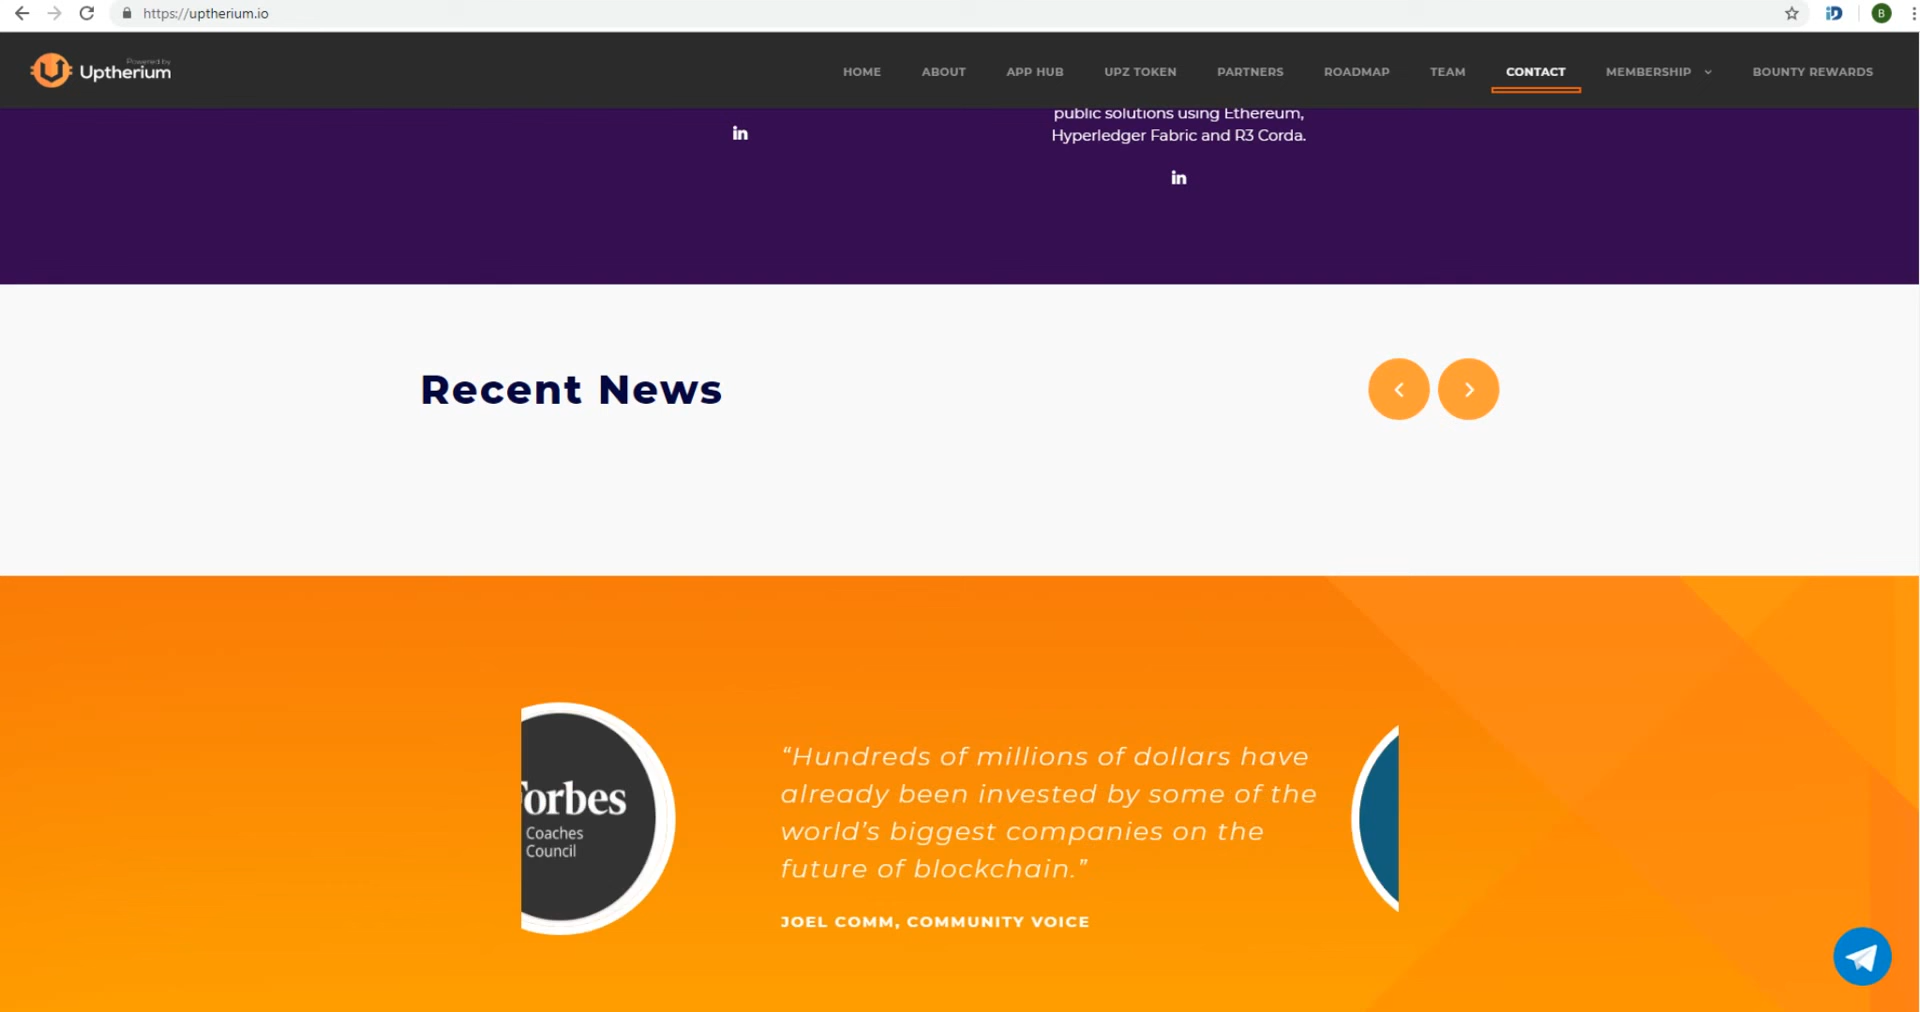 https://uptherium.io
B
Powered by
Uptherium
HOME
ABOUT
APP HUB
UPZ TOKEN
PARTNERS
ROADMAP
TEAM
CONTACT
MEMBERSHIP
BOUNTY REWARDS
public solutions using Ethereum,
Hyperledger Fabric and R3 Corda.
in
in
Recent News
Forbes
Coaches
Council
“Hundreds of millions of dollars have
already been invested by some of the
world’s biggest companies on the
future of blockchain.”
JOEL COMM, COMMUNITY VOICE